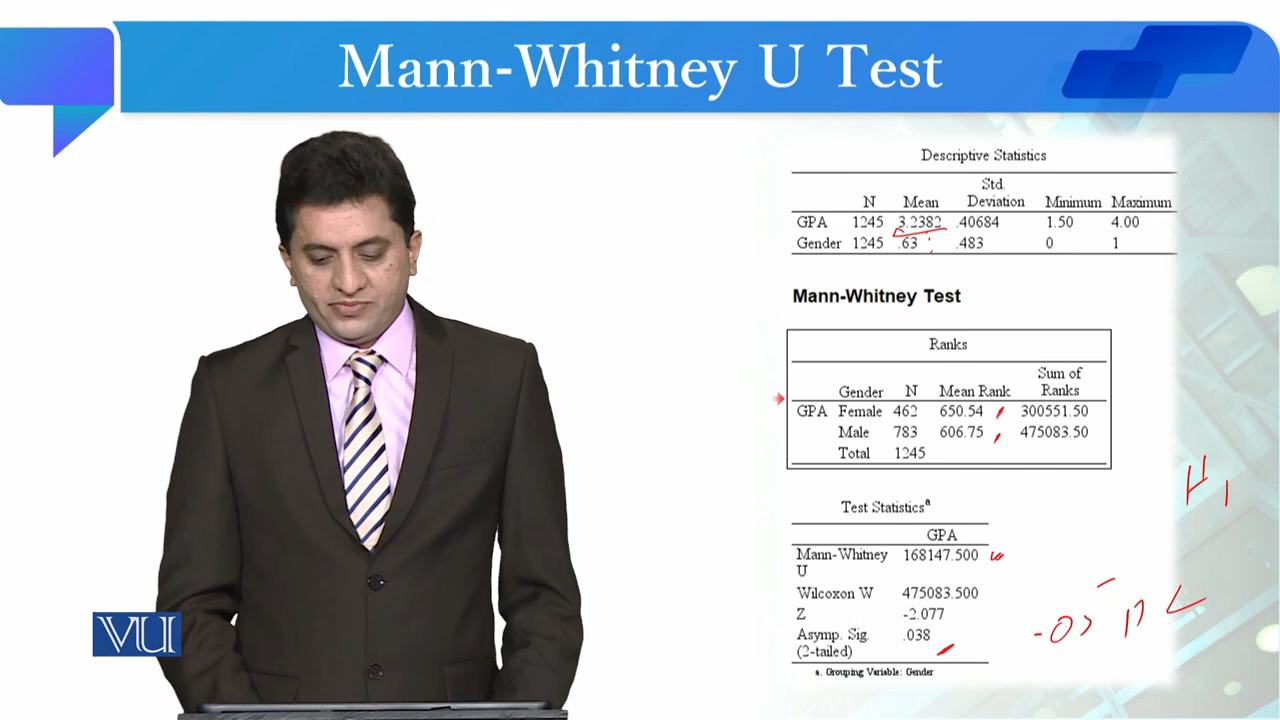 Mann-Whitney U Test
Descriptive Statistics
N Mean Std. Deviation Minimum Maximum
GPA 1245 3.2382 .40684 1.50 4.00
Gender 1245 .63 .483 0 1
Mann-Whitney Test
Ranks
Gender N Mean Rank Sum of Ranks
GPA Female 462 650.54 300551.50
Male 783 606.75 475083.50
Total 1245
Test Statistics^a
GPA
Mann-Whitney U 168147.500
Wilcoxon W 475083.500
Z -2.077
Asymp. Sig. (2-tailed) .038
a. Grouping Variable: Gender
H1
VU